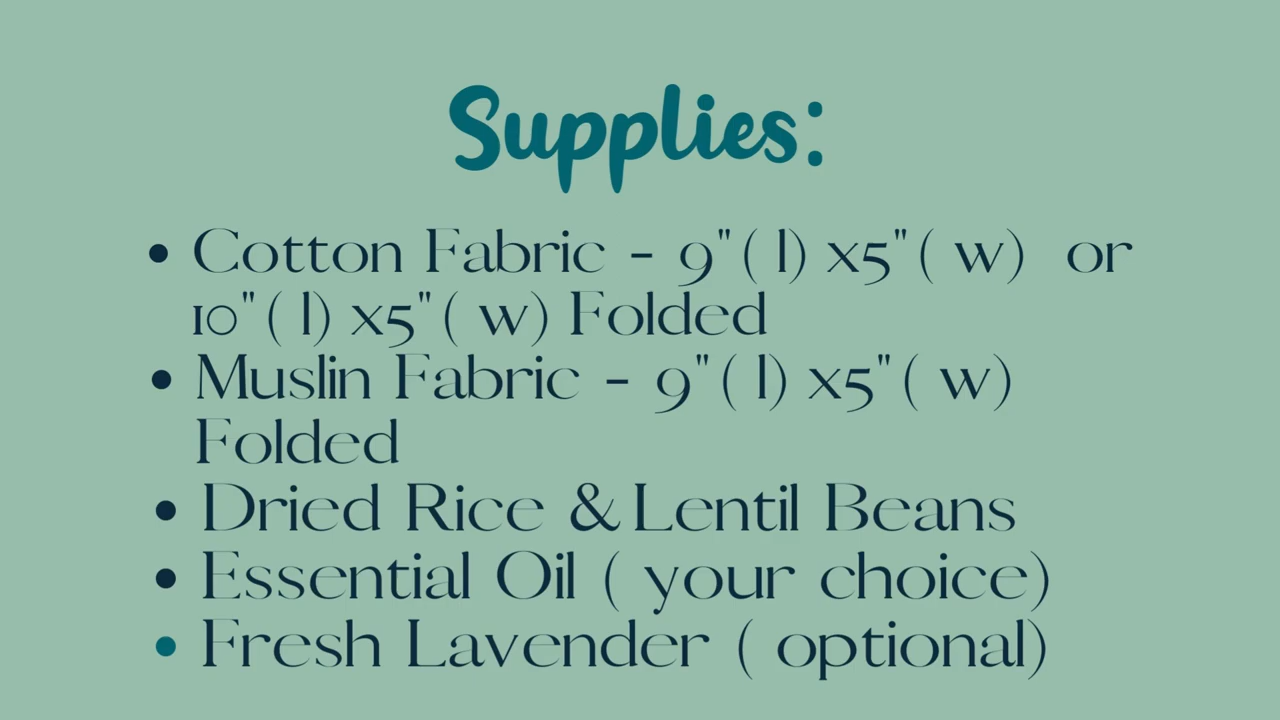 Supplies:
• Cotton Fabric - 9"( l) x5"( w)  or
10"( l) x5"( w) Folded
• Muslin Fabric - 9"( l) x5"( w)
Folded
• Dried Rice & Lentil Beans
• Essential Oil ( your choice)
• Fresh Lavender ( optional)